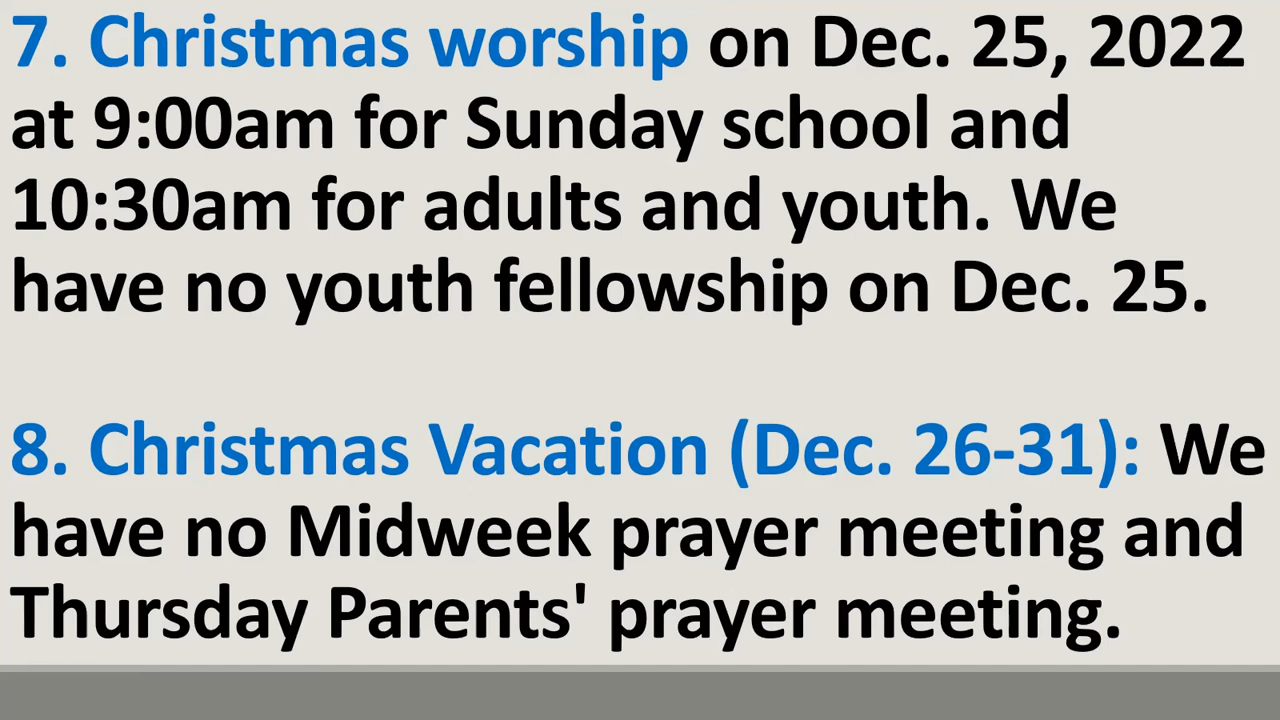 7. Christmas worship on Dec. 25, 2022
at 9:00am for Sunday school and
10:30am for adults and youth. We
have no youth fellowship on Dec. 25.
8. Christmas Vacation (Dec. 26-31): We
have no Midweek prayer meeting and
Thursday Parents' prayer meeting.